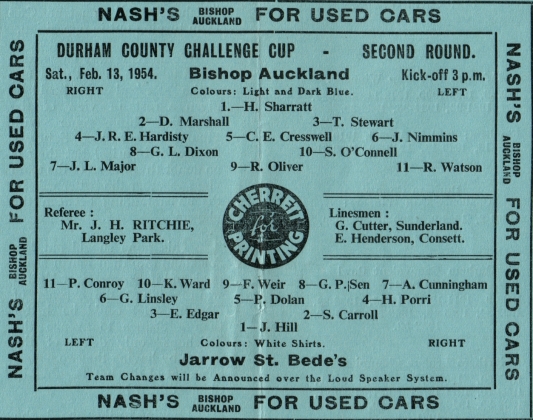 NASH'S BISHOP AUCKLAND FOR USED CARS
NASH'S BISHOP AUCKLAND FOR USED CARS
DURHAM COUNTY CHALLENGE CUP - SECOND ROUND.
Sat., Feb. 13, 1954. Bishop Auckland Kick-off 3 p.m.
RIGHT Colours: Light and Dark Blue. LEFT
1.—H. Sharratt
2—D. Marshall 3—T. Stewart
4—J. R. E. Hardisty 5—C. E. Cresswell 6—J. Nimmins
8—G. L. Dixon 10—S. O'Connell
7—J. L. Major 9—R. Oliver 11—R. Watson
Referee :
Mr. J. H. RITCHIE,
Langley Park.
CHERRETT
for
PRINTING
Linesmen :
G. Cutter, Sunderland.
E. Henderson, Consett.
11—P. Conroy 10—K. Ward 9—F. Weir 8—G. P. Sen 7—A. Cunningham
6—G. Linsley 5—P. Dolan 4—H. Porri
3—E. Edgar 2—S. Carroll
1—J. Hill
LEFT Colours: White Shirts. RIGHT
Jarrow St. Bede's
Team Changes will be Announced over the Loud Speaker System.
NASH'S BISHOP AUCKLAND FOR USED CARS
NASH'S BISHOP AUCKLAND FOR USED CARS